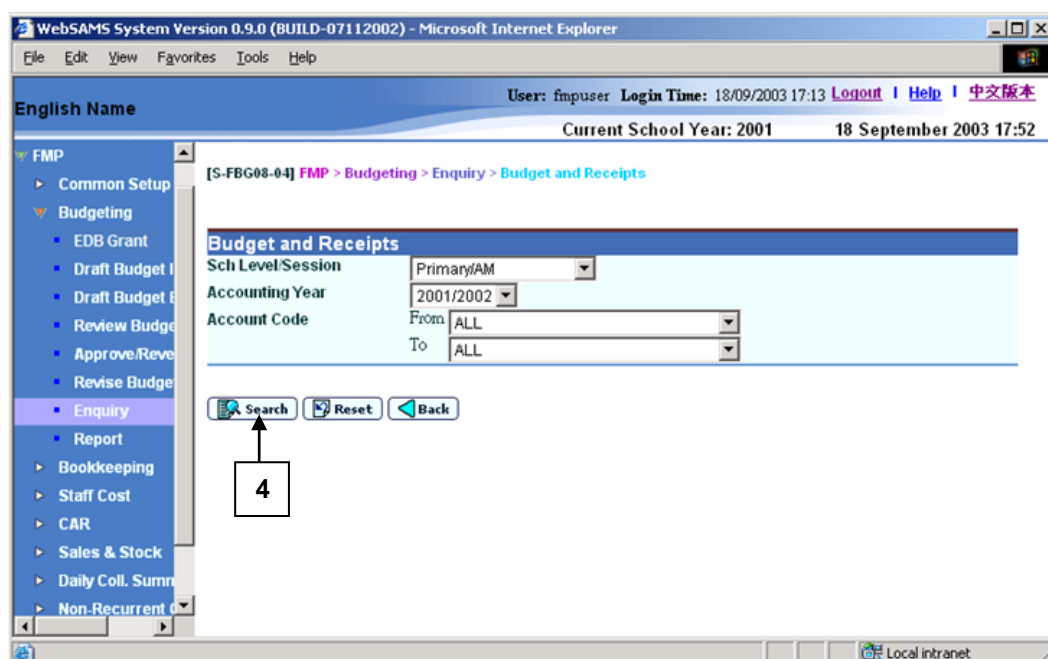 WebSAMS System Version 0.9.0 (BUILD-07112002) - Microsoft Internet Explorer
File Edit View Favorites Tools Help
User: fmpuser Login Time: 18/09/2003 17:13 Logout | Help | 中文版本
English Name
Current School Year: 2001 18 September 2003 17:52
FMP
Common Setup
Budgeting
EDB Grant
Draft Budget I
Draft Budget E
Review Budge
Approve/Reve
Revise Budge
Enquiry
Report
Bookkeeping
Staff Cost
CAR
Sales & Stock
Daily Coll. Summ
Non-Recurrent
[S-FBG08-04] FMP > Budgeting > Enquiry > Budget and Receipts
Budget and Receipts
Sch Level/Session Primary/AM
Accounting Year 2001/2002
Account Code From ALL
To ALL
Search Reset Back
4
Local intranet